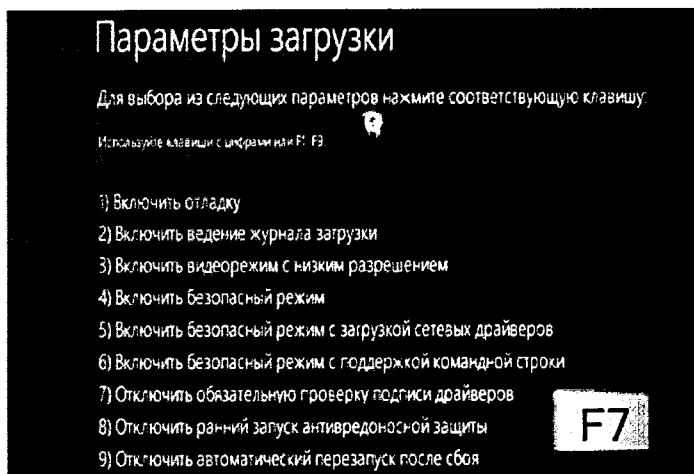 Параметры загрузки
Для выбора из следующих параметров нажмите соответствующую клавишу:
Используйте клавиши с цифрами или F1-F9.
1) Включить отладку
2) Включить ведение журнала загрузки
3) Включить видеорежим с низким разрешением
4) Включить безопасный режим
5) Включить безопасный режим с загрузкой сетевых драйверов
6) Включить безопасный режим с поддержкой командной строки
7) Отключить обязательную проверку подписи драйверов
8) Отключить ранний запуск антивредоносной защиты
F7
9) Отключить автоматический перезапуск после сбоя